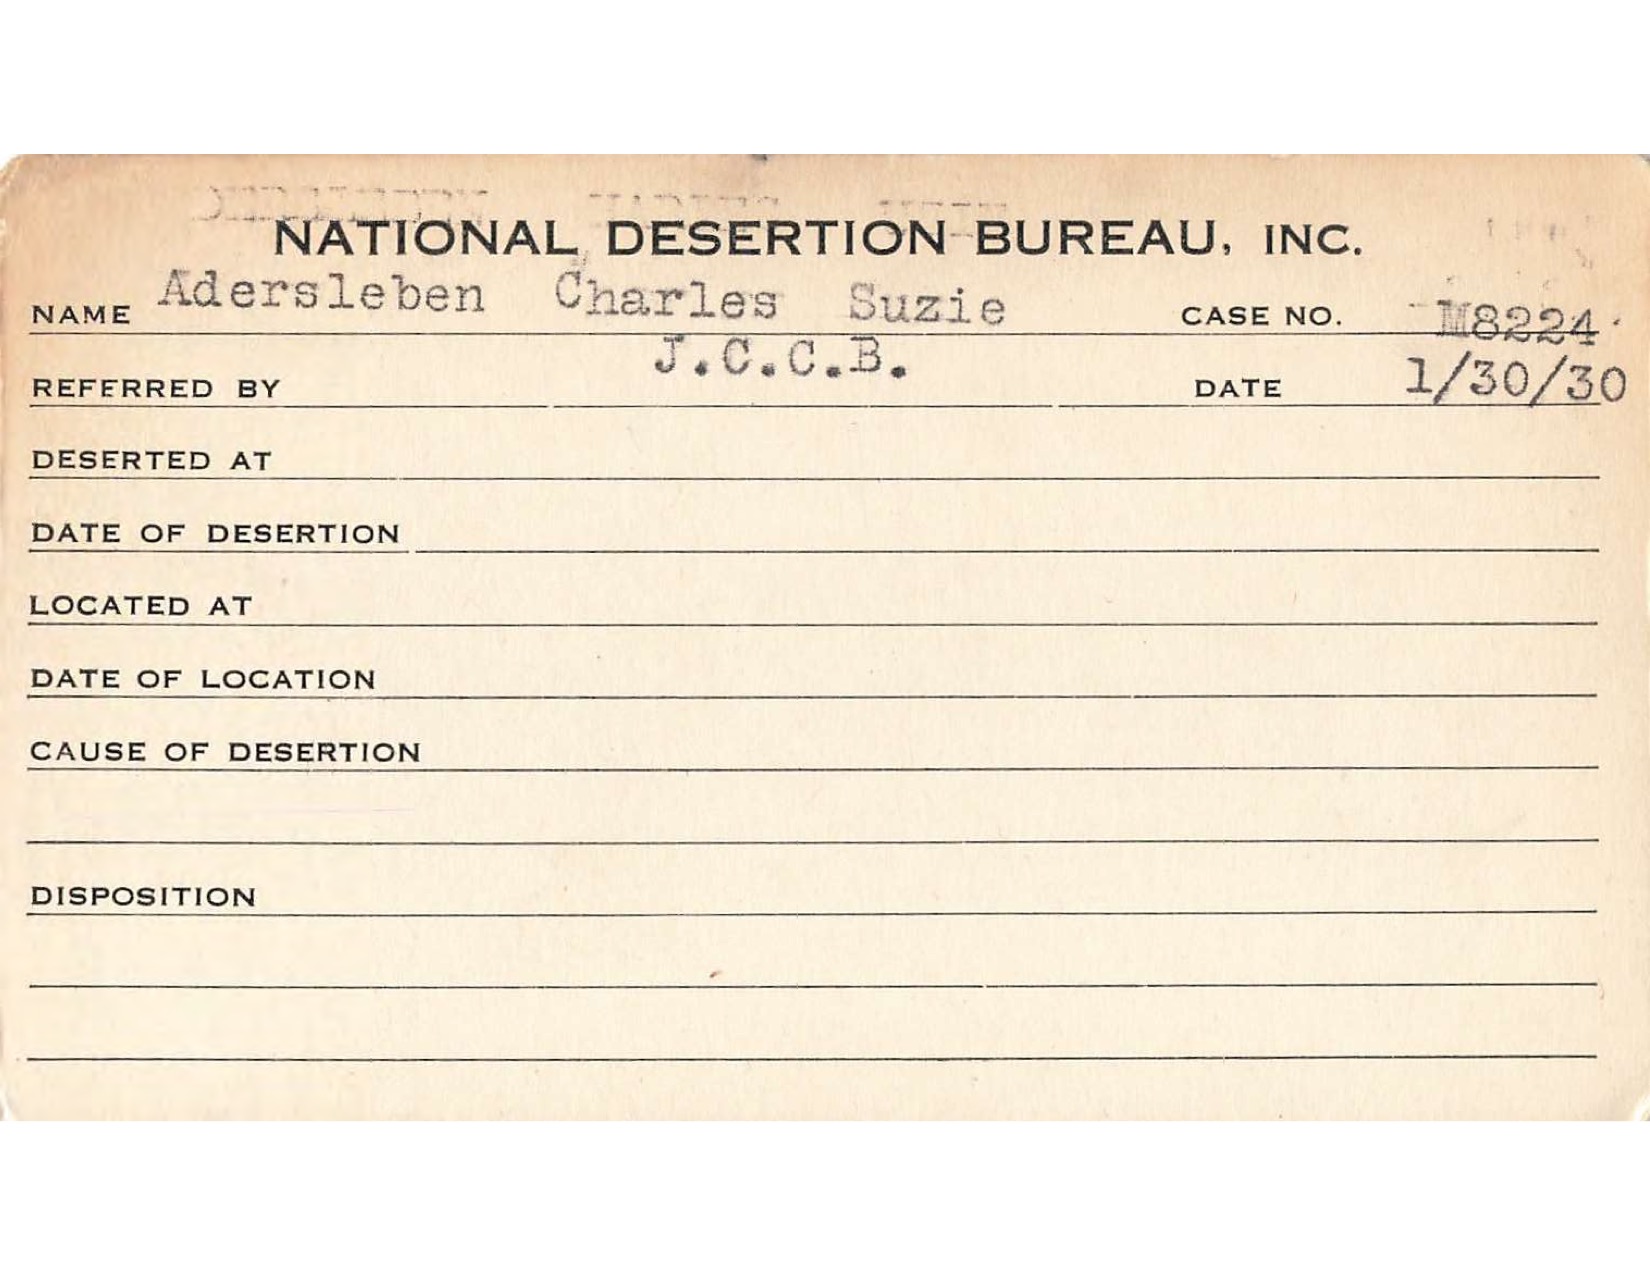 NATIONAL DESERTION BUREAU, INC.
NAME Adersleben Charles Suzie CASE NO. M8224
REFERRED BY J.C.C.B. DATE 1/30/30
DESERTED AT
DATE OF DESERTION
LOCATED AT
DATE OF LOCATION
CAUSE OF DESERTION
DISPOSITION